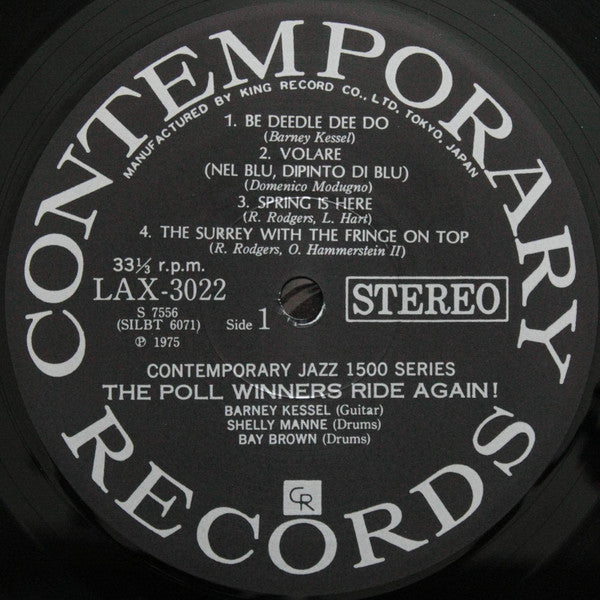 CONTEMPORARY
MANUFACTURED BY KING RECORD CO., LTD. TOKYO, JAPAN
1. BE DEEDLE DEE DO
(Barney Kessel)
2. VOLARE
(NEL BLU, DIPINTO DI BLU)
(Domenico Modugno)
3. SPRING IS HERE
(R. Rodgers, L. Hart)
4. THE SURREY WITH THE FRINGE ON TOP
(R. Rodgers, O. Hammerstein II)
33⅓ r.p.m.
LAX-3022
STEREO
S 7556
(SILBT 6071)
Side 1
℗ 1975
CONTEMPORARY JAZZ 1500 SERIES
THE POLL WINNERS RIDE AGAIN!
BARNEY KESSEL (Guitar)
SHELLY MANNE (Drums)
BAY BROWN (Drums)
CR
RECORDS